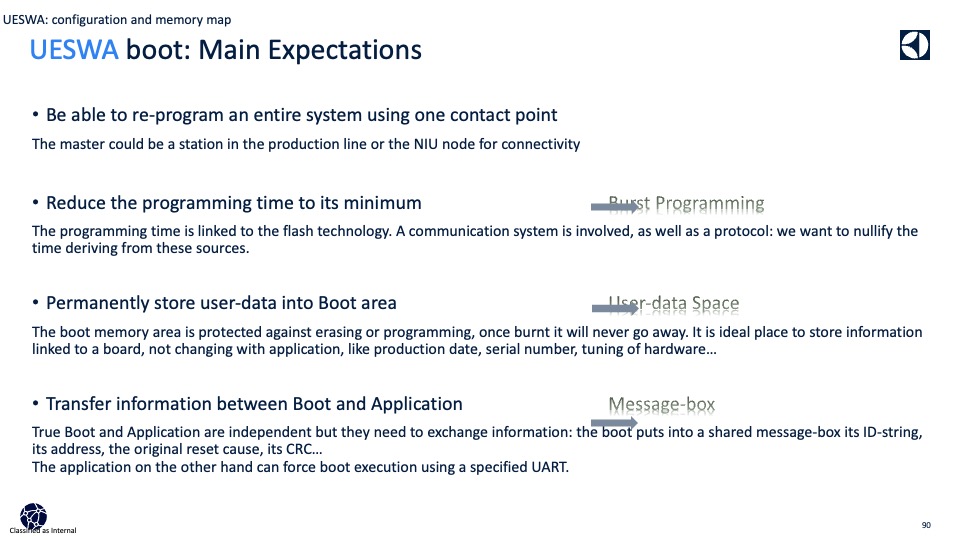 UESWA: configuration and memory map
UESWA boot: Main Expectations
• Be able to re-program an entire system using one contact point
The master could be a station in the production line or the NIU node for connectivity
• Reduce the programming time to its minimum
Burst Programming
The programming time is linked to the flash technology. A communication system is involved, as well as a protocol: we want to nullify the
time deriving from these sources.
• Permanently store user-data into Boot area
User-data Space
The boot memory area is protected against erasing or programming, once burnt it will never go away. It is ideal place to store information
linked to a board, not changing with application, like production date, serial number, tuning of hardware…
• Transfer information between Boot and Application
Message-box
True Boot and Application are independent but they need to exchange information: the boot puts into a shared message-box its ID-string,
its address, the original reset cause, its CRC…
The application on the other hand can force boot execution using a specified UART.
Classified as Internal
90